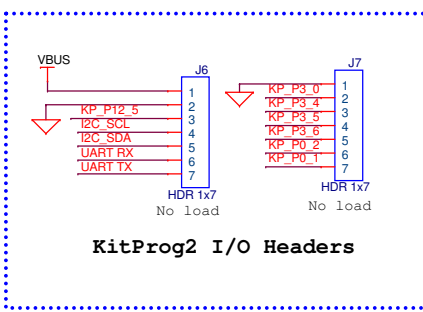 VBUS
J6
1
2
KP_P12_5
3
I2C_SCL
4
I2C_SDA
5
UART RX
6
UART TX
7
HDR 1x7
No load
J7
1
KP_P3_0
2
KP_P3_4
3
KP_P3_5
4
KP_P3_6
5
KP_P0_2
6
KP_P0_1
7
HDR 1x7
No load
KitProg2 I/O Headers